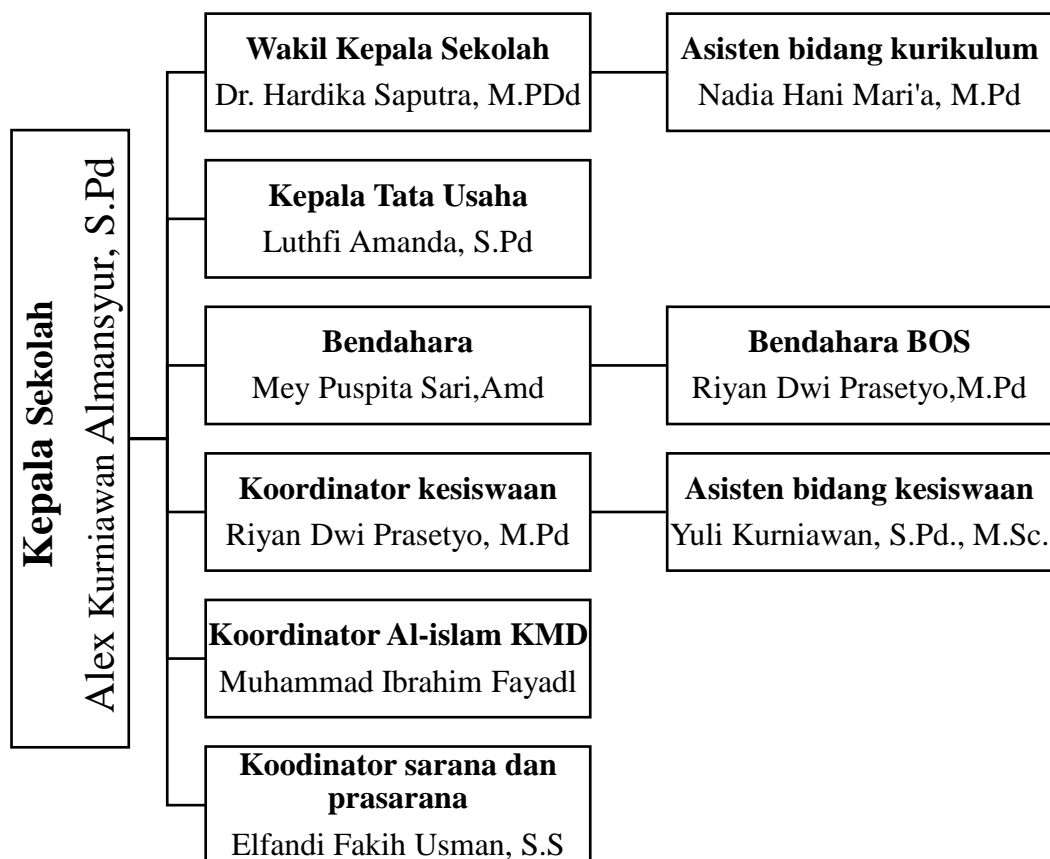 Kepala Sekolah
Alex Kurniawan Almansyur, S.Pd
Wakil Kepala Sekolah
Dr. Hardika Saputra, M.PDd
Asisten bidang kurikulum
Nadia Hani Mari'a, M.Pd
Kepala Tata Usaha
Luthfi Amanda, S.Pd
Bendahara
Mey Puspita Sari,Amd
Bendahara BOS
Riyan Dwi Prasetyo,M.Pd
Koordinator kesiswaan
Riyan Dwi Prasetyo, M.Pd
Asisten bidang kesiswaan
Yuli Kurniawan, S.Pd., M.Sc.
Koordinator Al-islam KMD
Muhammad Ibrahim Fayadl
Koodinator sarana dan
prasarana
Elfandi Fakih Usman, S.S